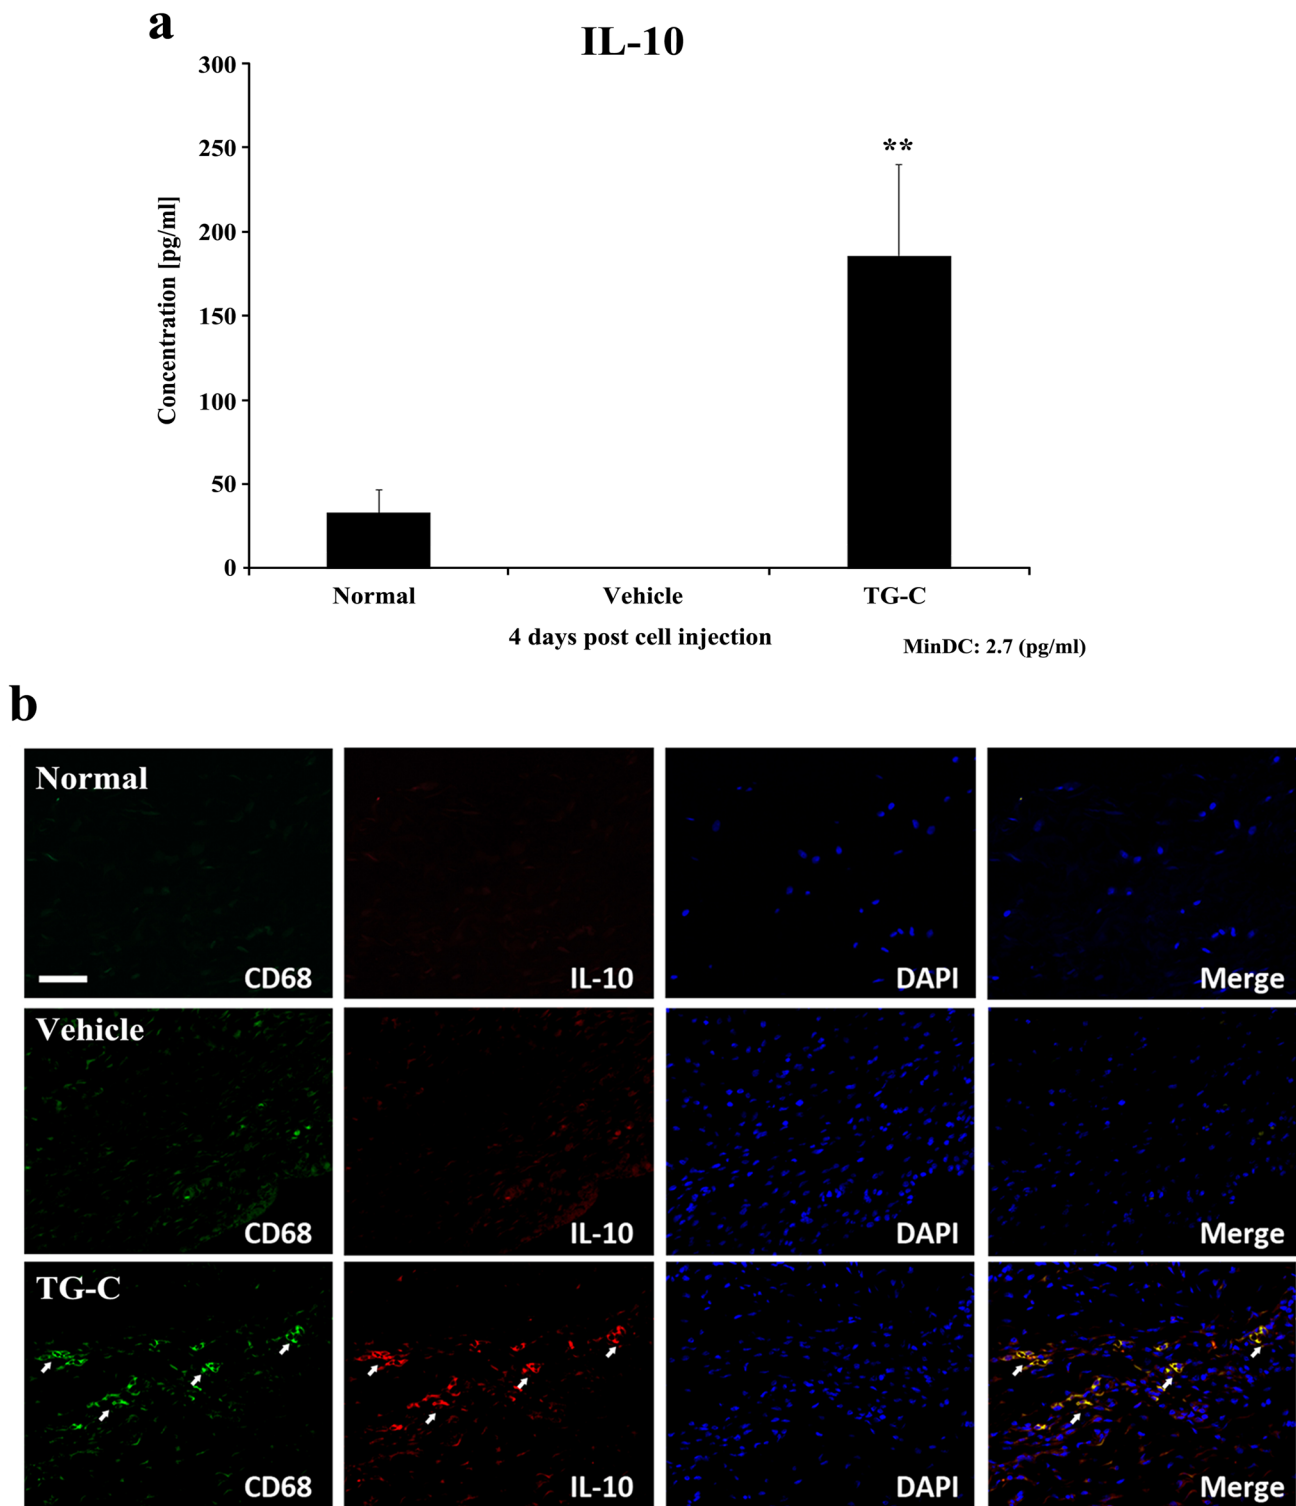 a
IL-10
300
250
200
150
100
50
0
Concentration [pg/ml]
**
Normal Vehicle TG-C
4 days post cell injection
MinDC: 2.7 (pg/ml)
b
Normal
CD68 IL-10 DAPI Merge
Vehicle
CD68 IL-10 DAPI Merge
TG-C
CD68 IL-10 DAPI Merge